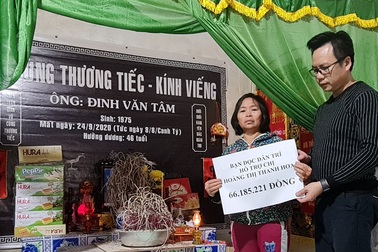 ÒNG THƯƠNG TIẾC - KÍNH VIẾNG
ÔNG: ĐINH VĂN TÂM
Sinh: 1975
Mất ngày: 24/9/2020 (Tức ngày 8/8/Canh Tý)
Hưởng dương: 46 tuổi
BẠN ĐỌC DÂN TRÍ
HỖ TRỢ CHỊ
HOÀNG THỊ THANH HOA
66.185.221 ĐỒNG
HURA
Pepito
HURA